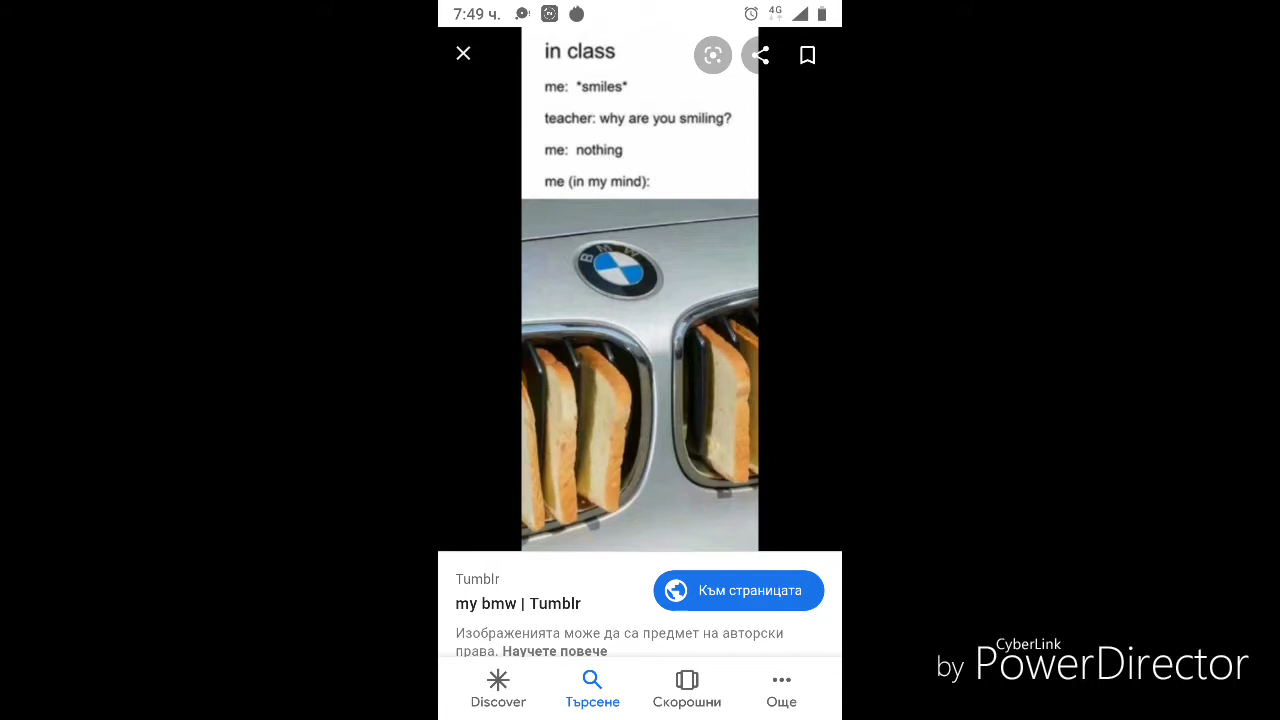 7:49 ч.
4G
in class
me: *smiles*
teacher: why are you smiling?
me: nothing
me (in my mind):
BMW
Tumblr
my bmw | Tumblr
Към страницата
Изображенията може да са предмет на авторски
права. Научете повече
Discover
Търсене
Скорошни
Още
CyberLink
by PowerDirector